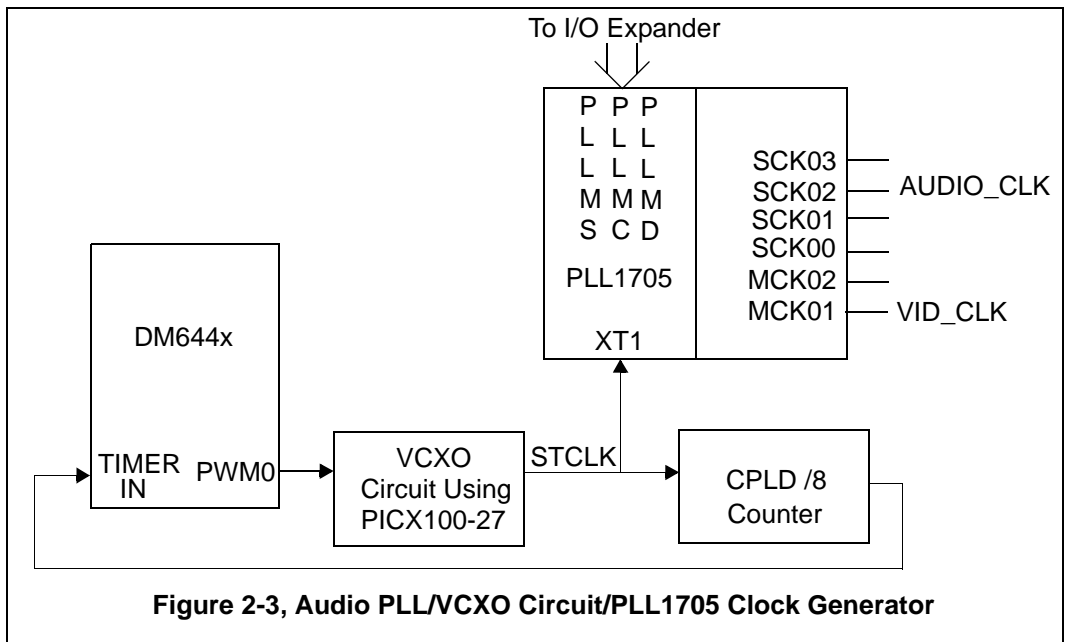 To I/O Expander
P P P
L L L
L L L
M M M
S C D
PLL1705
XT1
SCK03
SCK02
SCK01
SCK00
MCK02
MCK01
AUDIO_CLK
VID_CLK
DM644x
TIMER
IN
PWM0
VCXO
Circuit Using
PICX100-27
STCLK
CPLD /8
Counter
Figure 2-3, Audio PLL/VCXO Circuit/PLL1705 Clock Generator